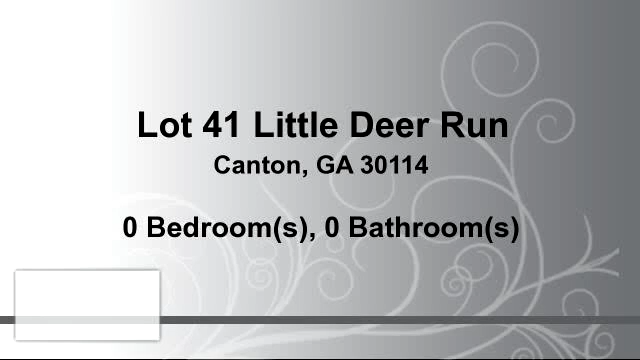 Lot 41 Little Deer Run
Canton, GA 30114
0 Bedroom(s), 0 Bathroom(s)